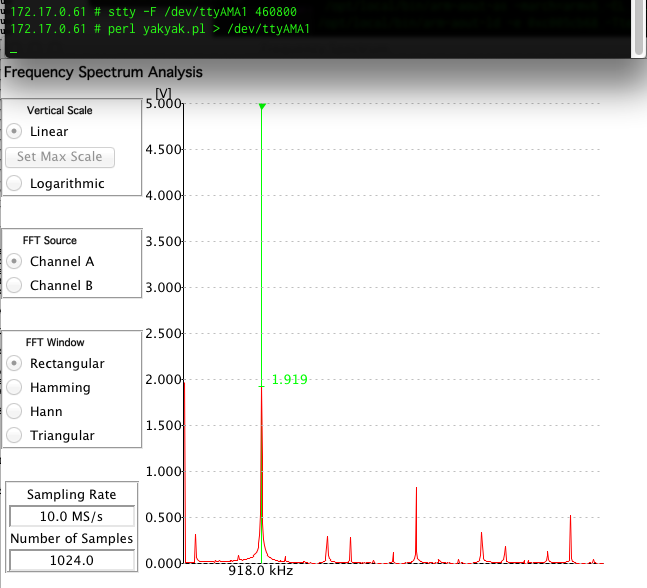 172.17.0.61 # stty -F /dev/ttyAMA1 460800
172.17.0.61 # perl yakyak.pl > /dev/ttyAMA1
Frequency Spectrum Analysis
[V]
Vertical Scale
Linear
Set Max Scale
Logarithmic
FFT Source
Channel A
Channel B
FFT Window
Rectangular
Hamming
Hann
Triangular
Sampling Rate
10.0 MS/s
Number of Samples
1024.0
5.000
4.500
4.000
3.500
3.000
2.500
2.000
1.500
1.000
0.500
0.000
1.919
918.0 kHz